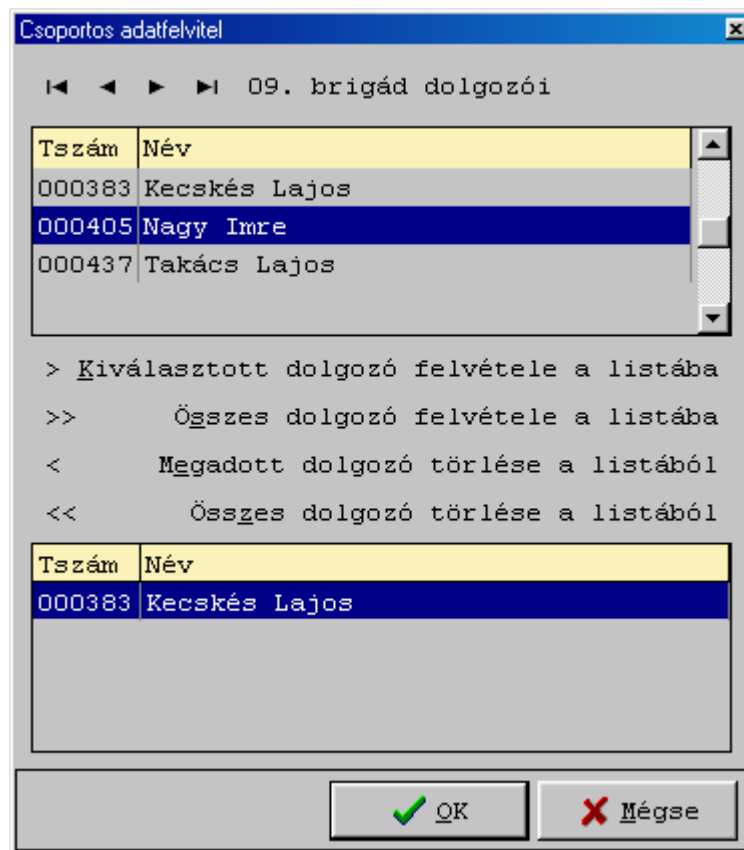 Csoportos adatfelvitel
09. brigád dolgozói
Tszám Név
000383 Kecskés Lajos
000405 Nagy Imre
000437 Takács Lajos
> Kiválasztott dolgozó felvétele a listába
>> Ögszes dolgozó felvétele a listába
< Megadott dolgozó törlése a listából
<< Összes dolgozó törlése a listából
Tszám Név
000383 Kecskés Lajos
OK Mégse